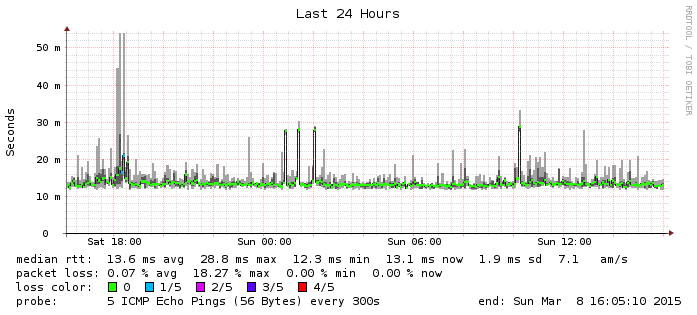 Last 24 Hours
RRDTOOL / TOBI OETIKER
Seconds
50 m
40 m
30 m
20 m
10 m
0
Sat 18:00 Sun 00:00 Sun 06:00 Sun 12:00
median rtt: 13.6 ms avg 28.8 ms max 12.3 ms min 13.1 ms now 1.9 ms sd 7.1 am/s
packet loss: 0.07 % avg 18.27 % max 0.00 % min 0.00 % now
loss color: 0 1/5 2/5 3/5 4/5
probe: 5 ICMP Echo Pings (56 Bytes) every 300s end: Sun Mar 8 16:05:10 2015